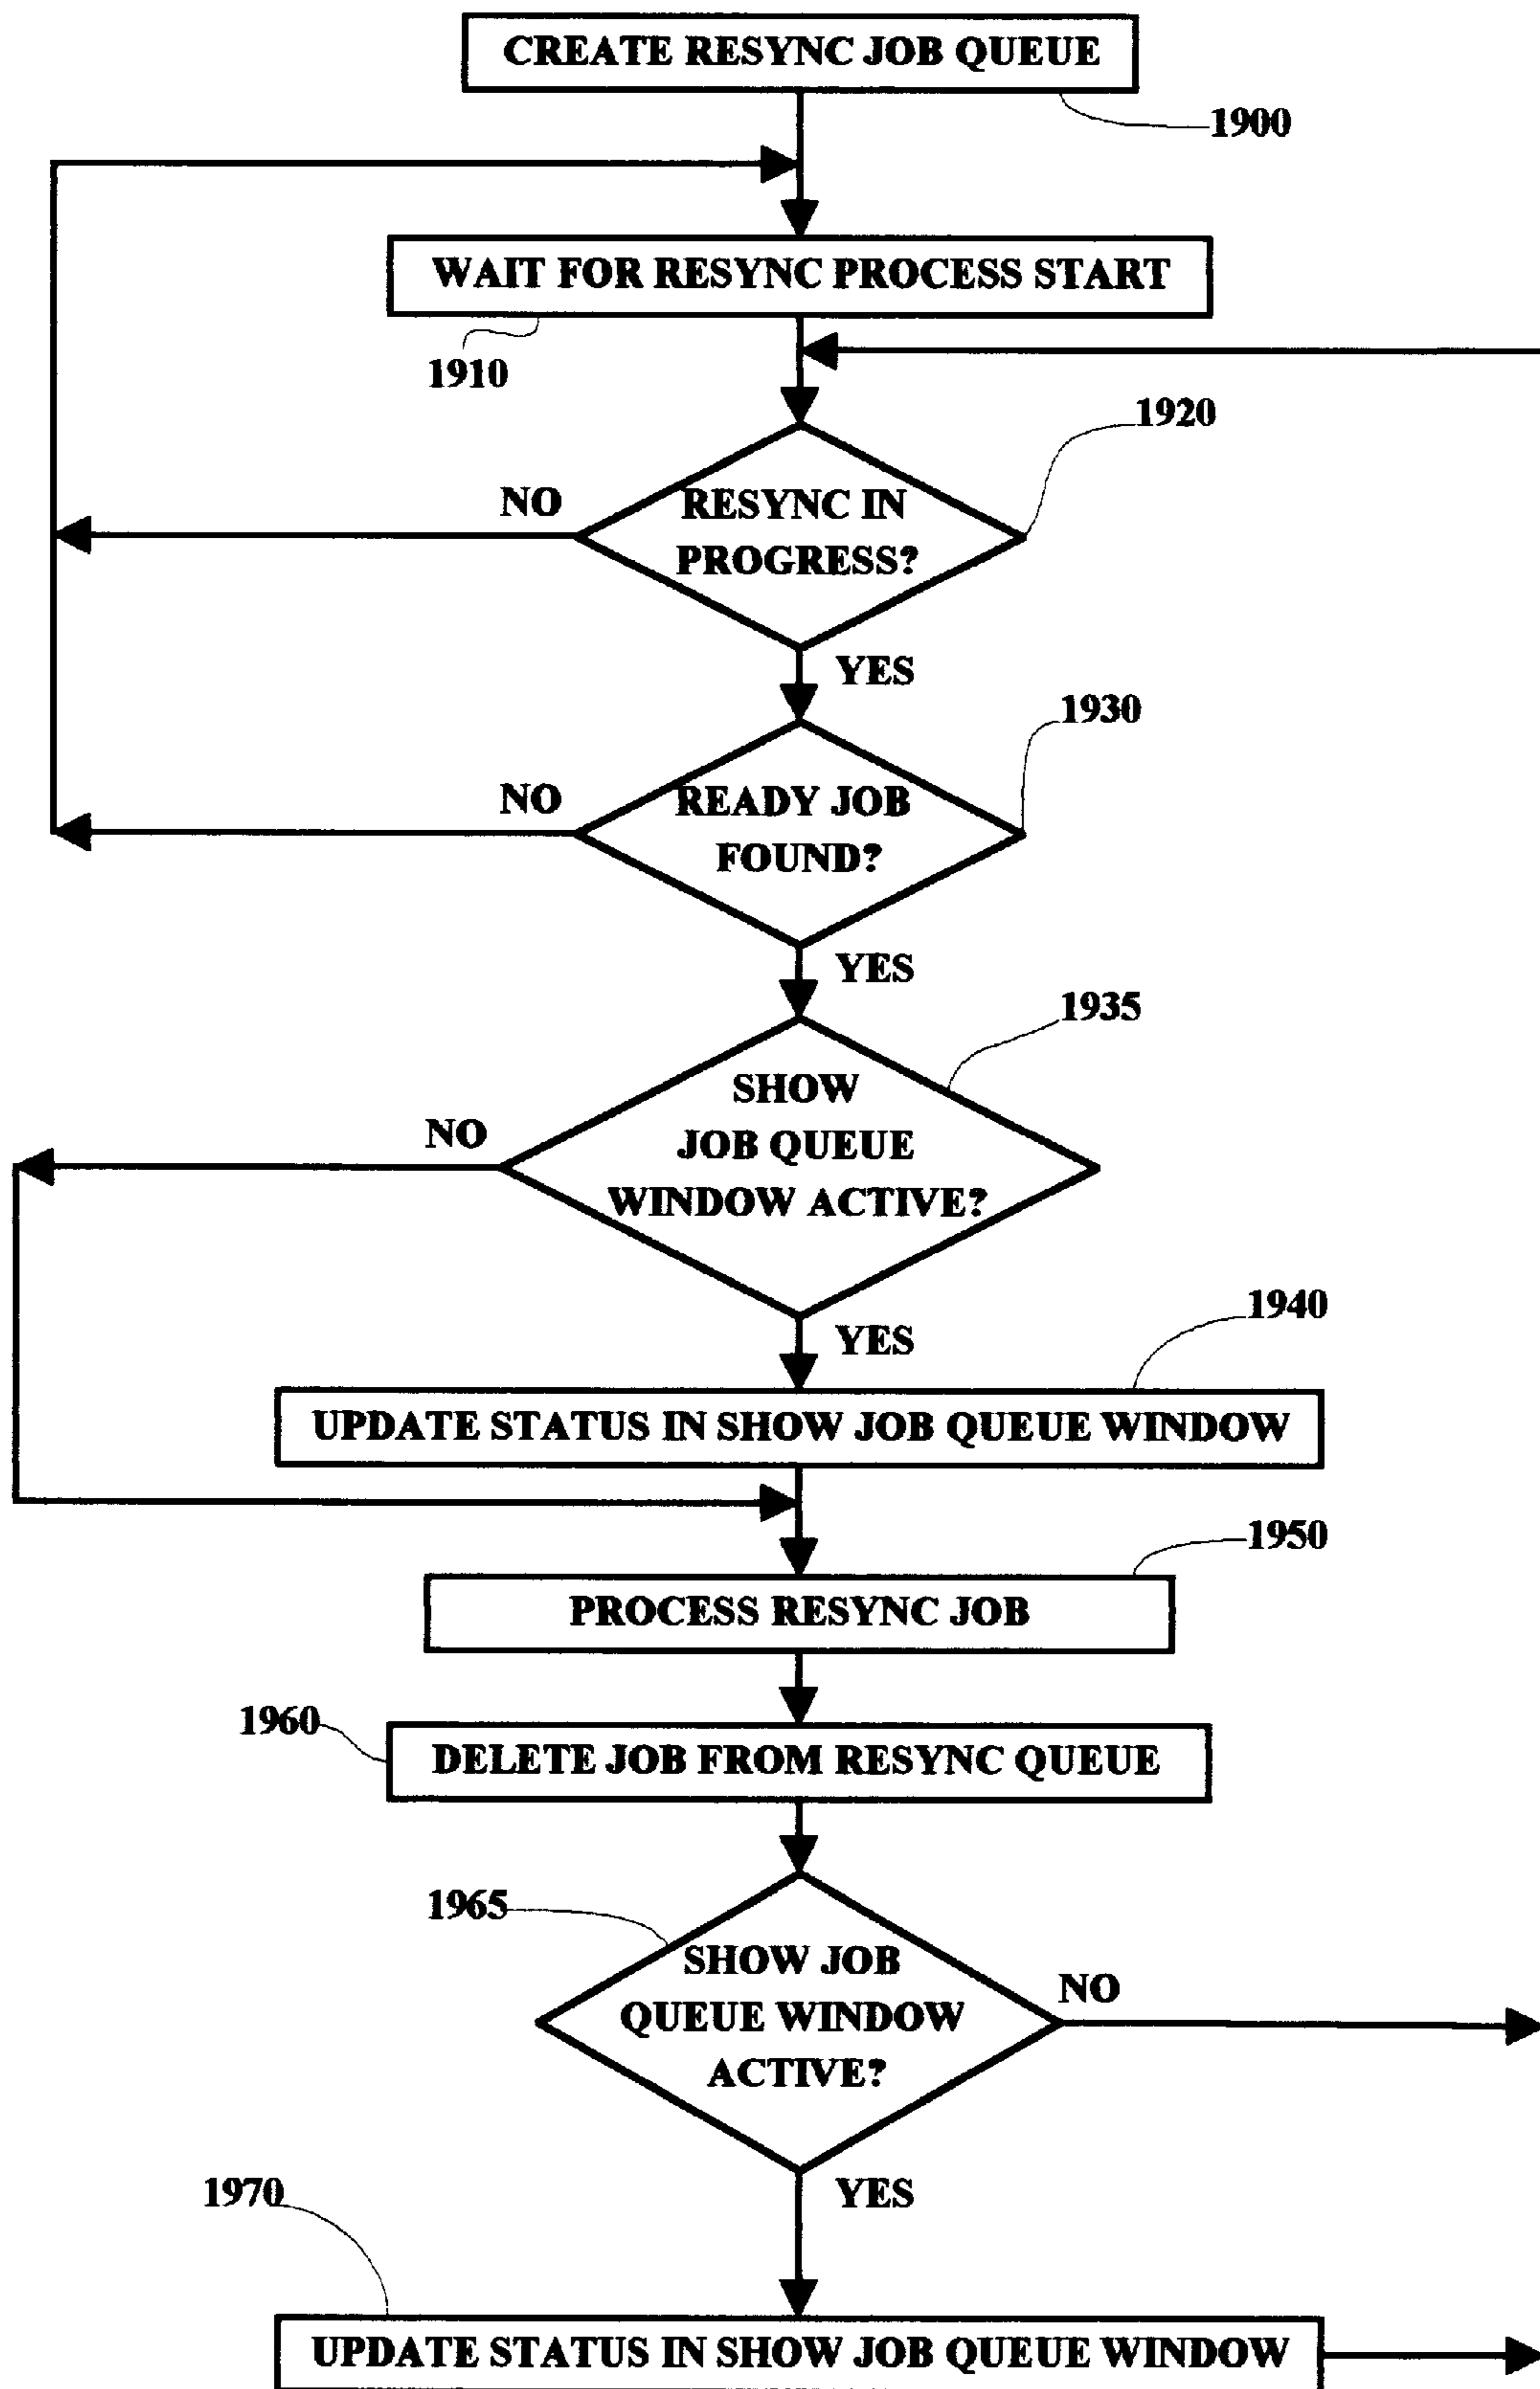 CREATE RESYNC JOB QUEUE
1900
WAIT FOR RESYNC PROCESS START
1910
1920
NO
RESYNC IN
PROGRESS?
YES
1930
NO
READY JOB
FOUND?
YES
1935
SHOW
NO
JOB QUEUE
WINDOW ACTIVE?
1940
YES
UPDATE STATUS IN SHOW JOB QUEUE WINDOW
1950
PROCESS RESYNC JOB
1960
DELETE JOB FROM RESYNC QUEUE
1965
SHOW JOB
NO
QUEUE WINDOW
ACTIVE?
1970
YES
UPDATE STATUS IN SHOW JOB QUEUE WINDOW